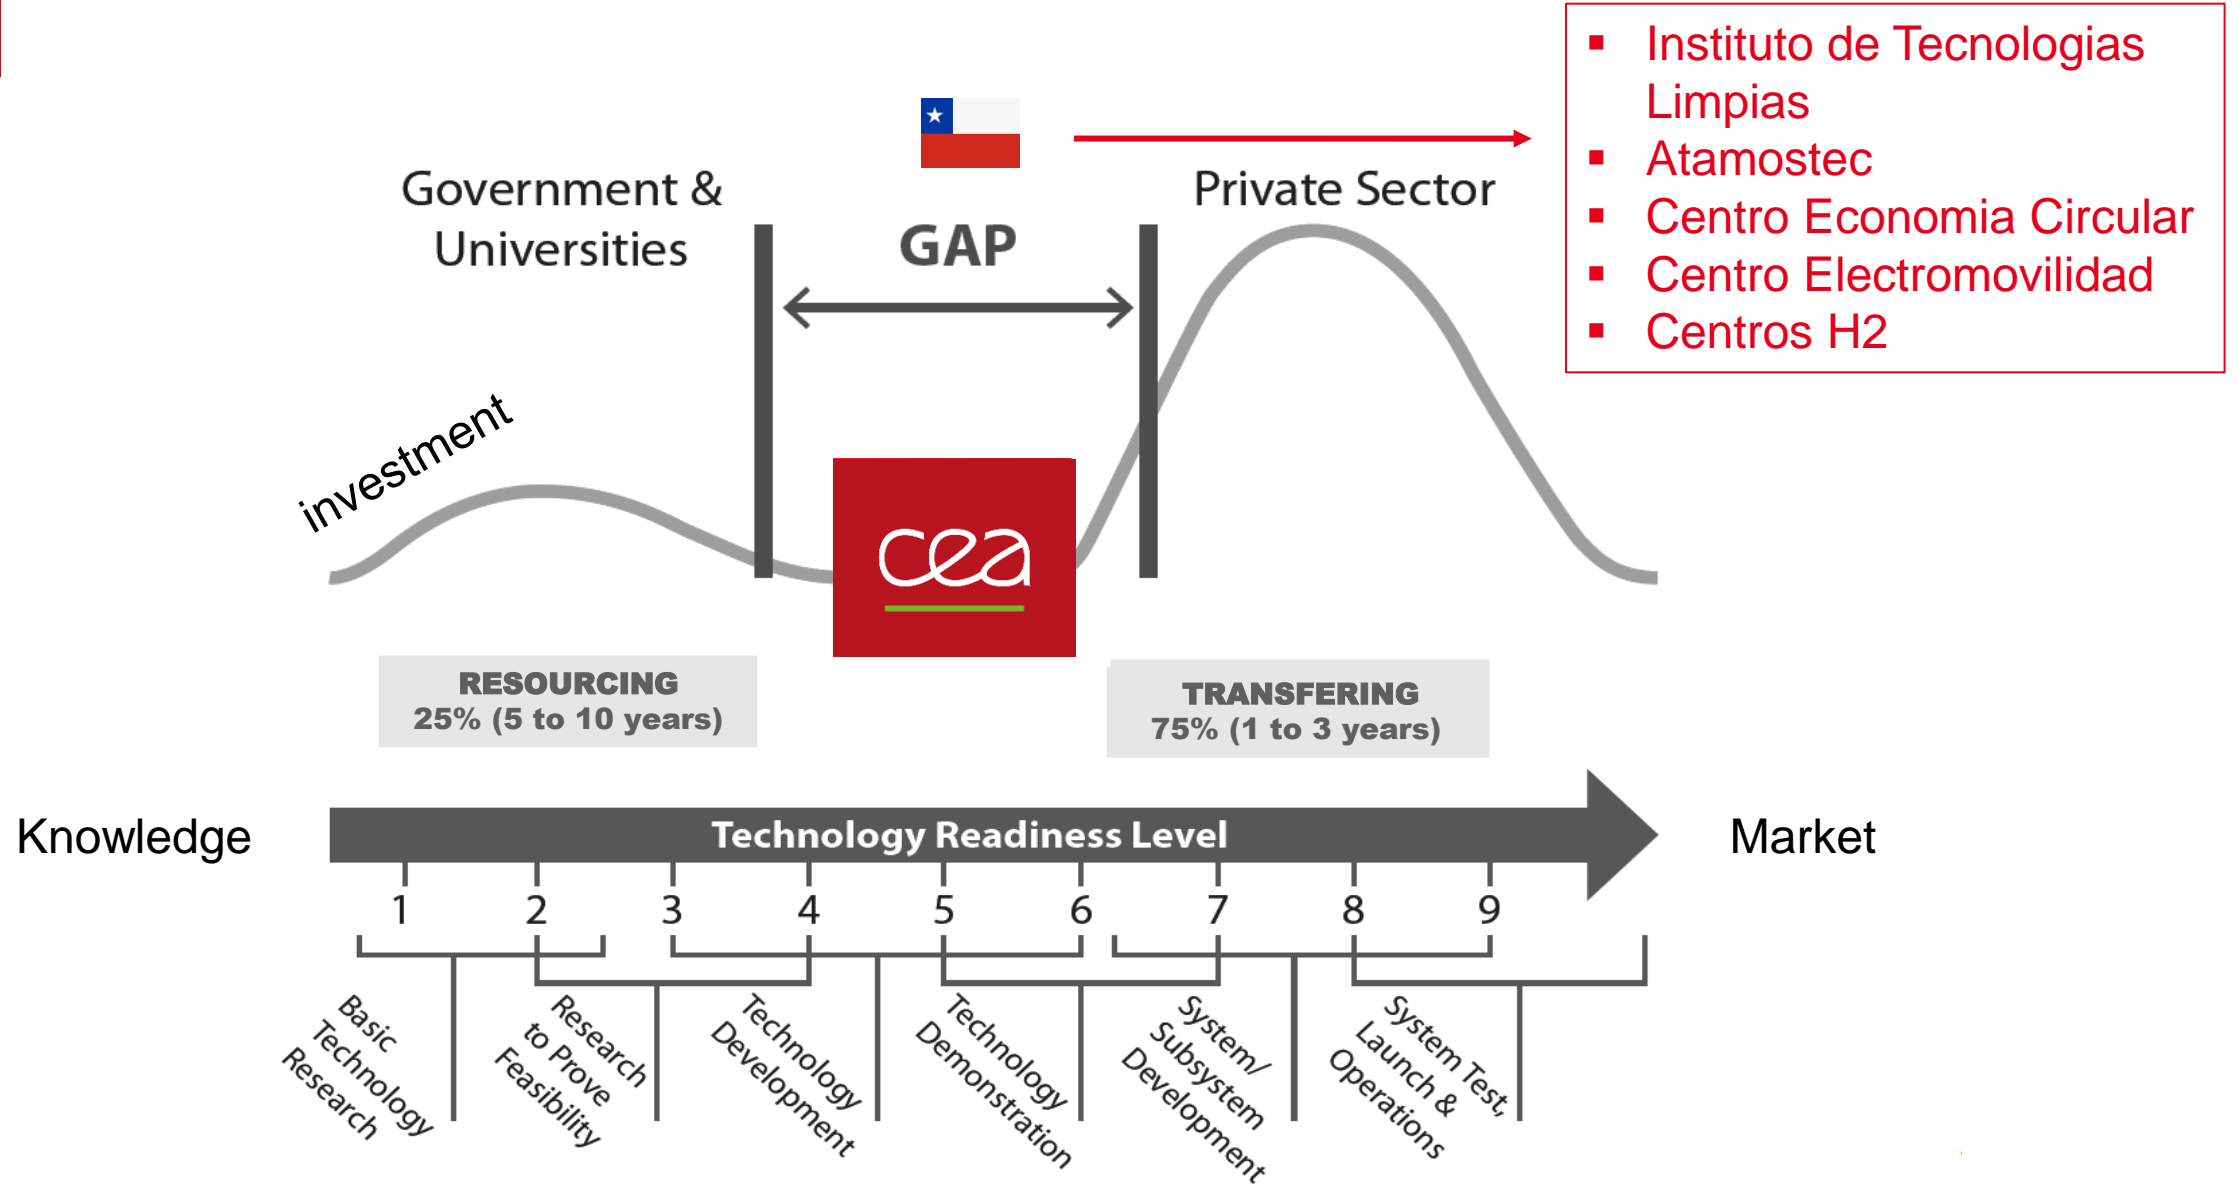 Instituto de Tecnologias
Limpias
Atamostec
Centro Economia Circular
Centro Electromovilidad
Centros H2
Government &
Universities
GAP
Private Sector
investment
cea
RESOURCING
25% (5 to 10 years)
TRANSFERING
75% (1 to 3 years)
Knowledge
Technology Readiness Level
Market
1 2 3 4 5 6 7 8 9
Basic
Technology
Research
Research
to Prove
Feasibility
Technology
Development
Technology
Demonstration
System/
Subsystem
Development
System Test,
Launch &
Operations